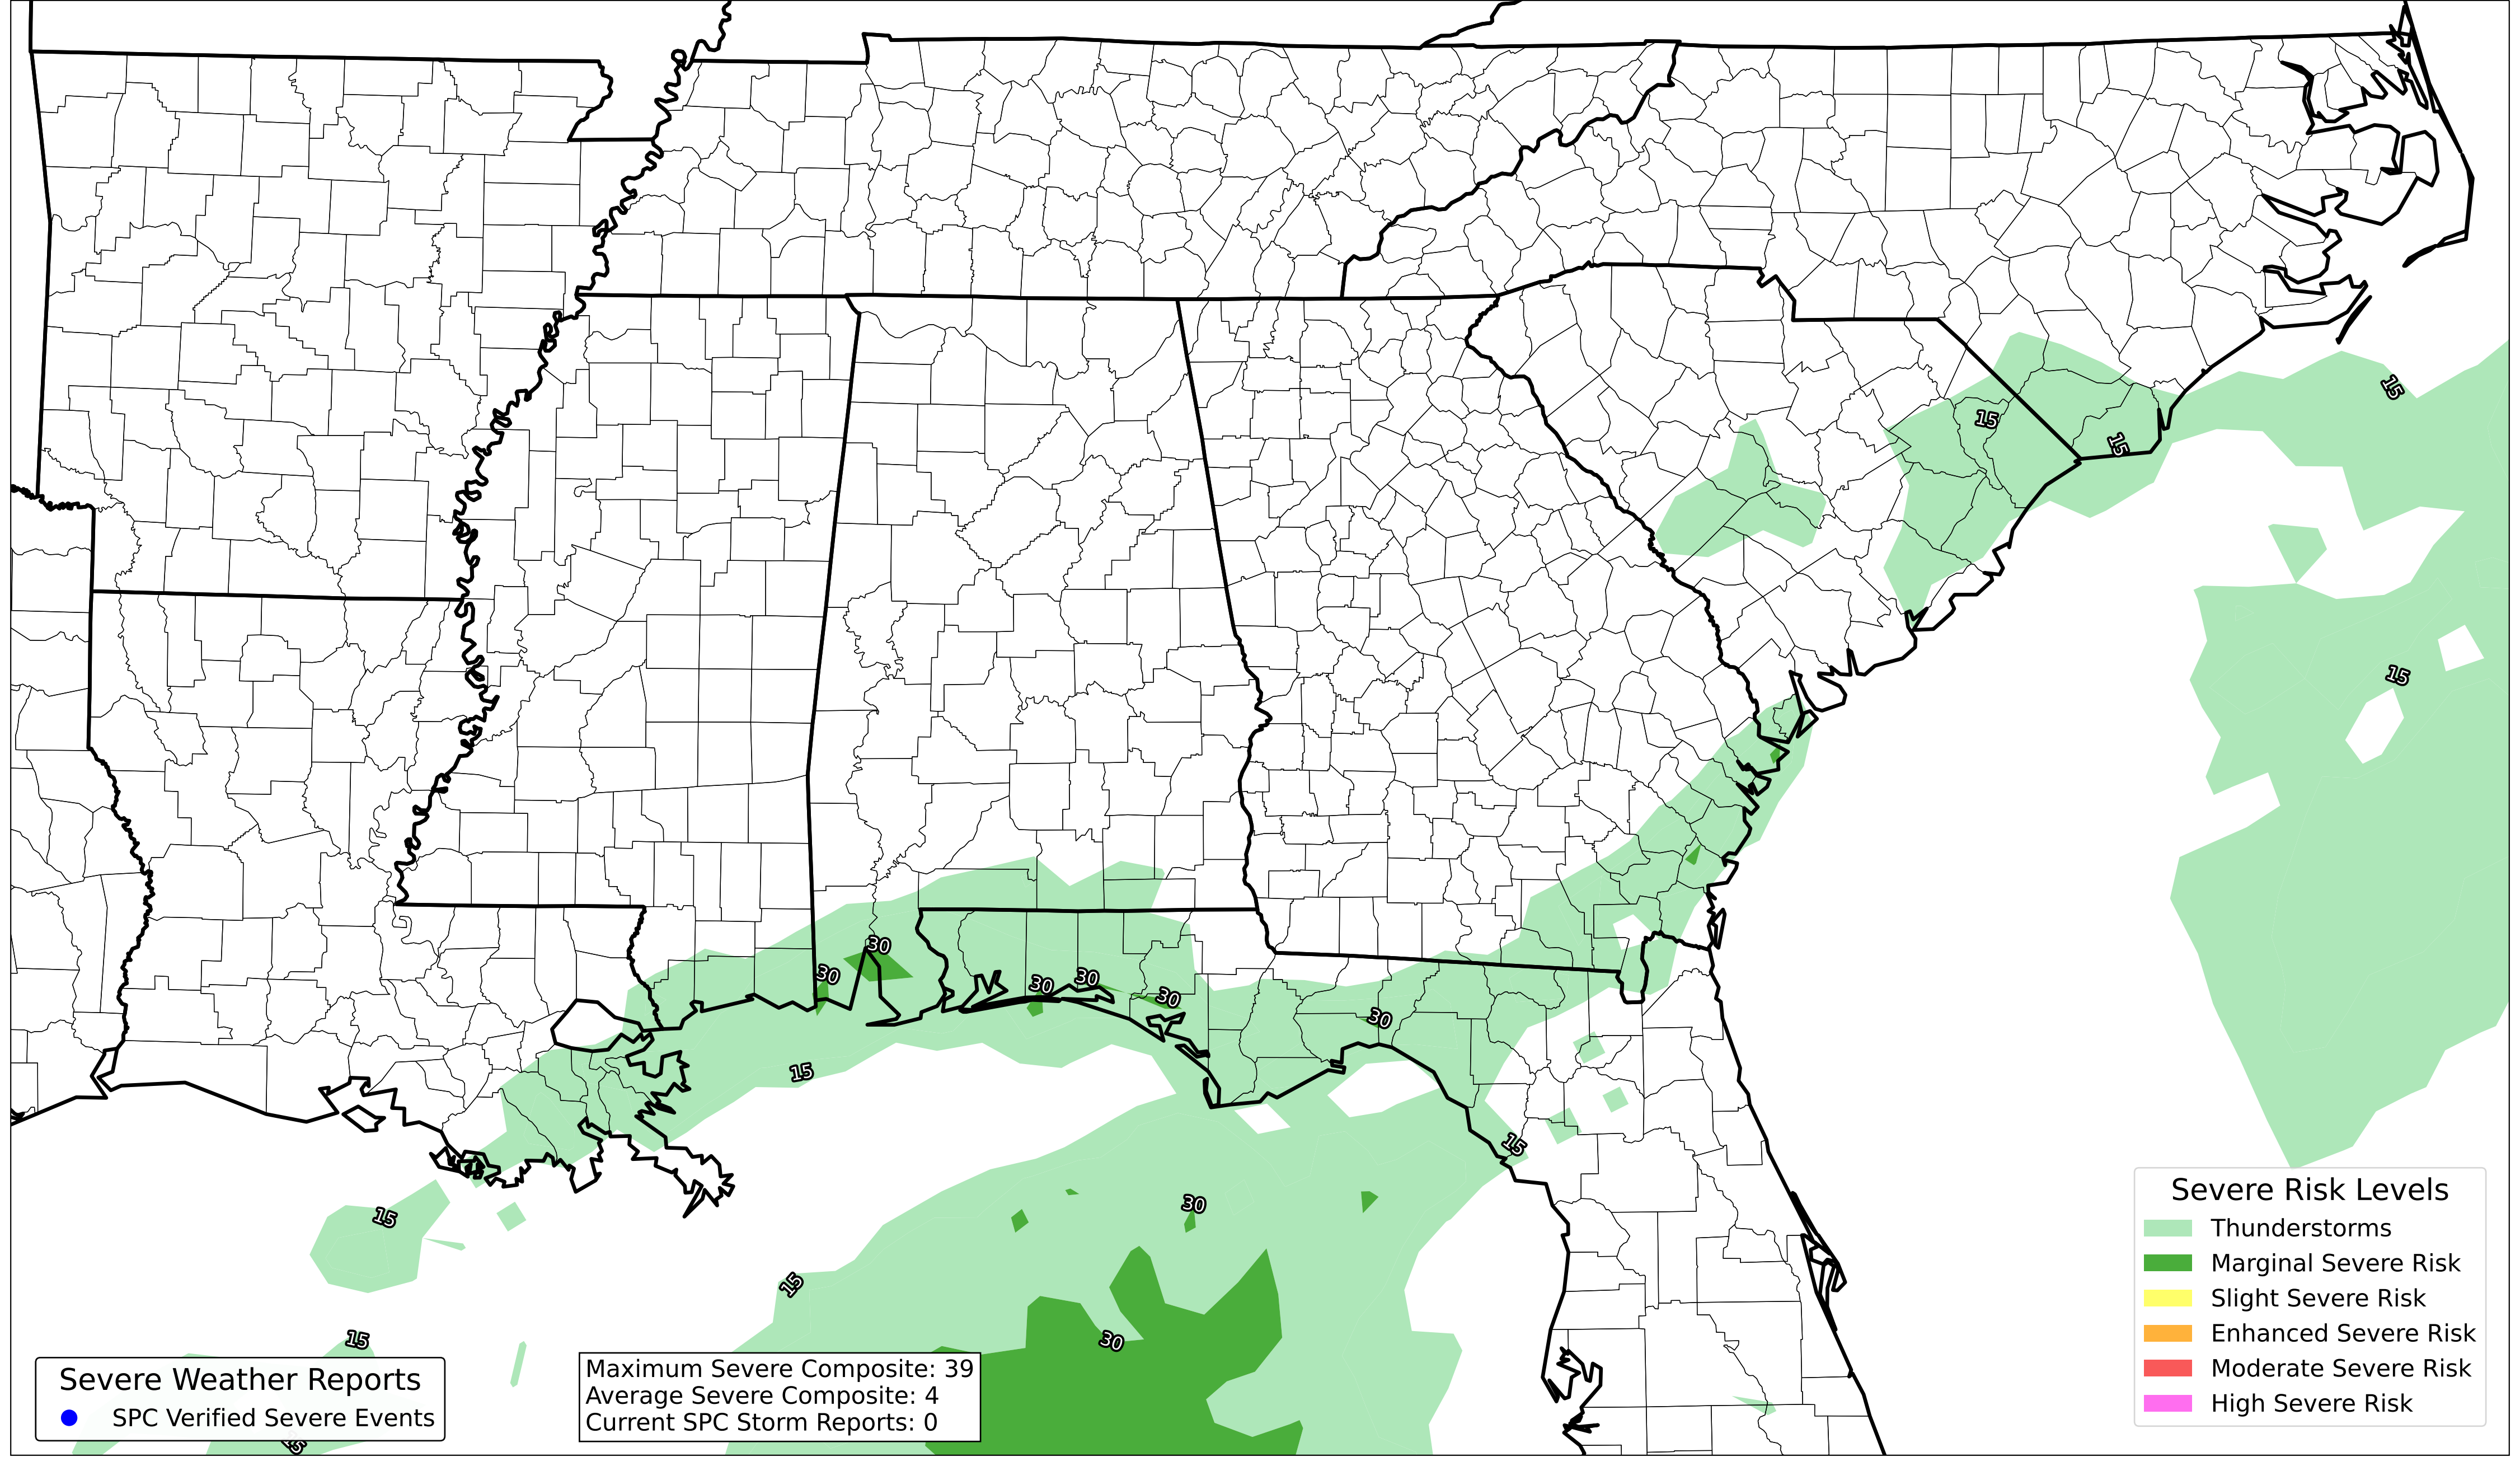 15
15
15
15
30
30
30
30
30
30
15
15
15
30
15
15
30
15
Severe Weather Reports
SPC Verified Severe Events
Maximum Severe Composite: 39
Average Severe Composite: 4
Current SPC Storm Reports: 0
Severe Risk Levels
Thunderstorms
Marginal Severe Risk
Slight Severe Risk
Enhanced Severe Risk
Moderate Severe Risk
High Severe Risk